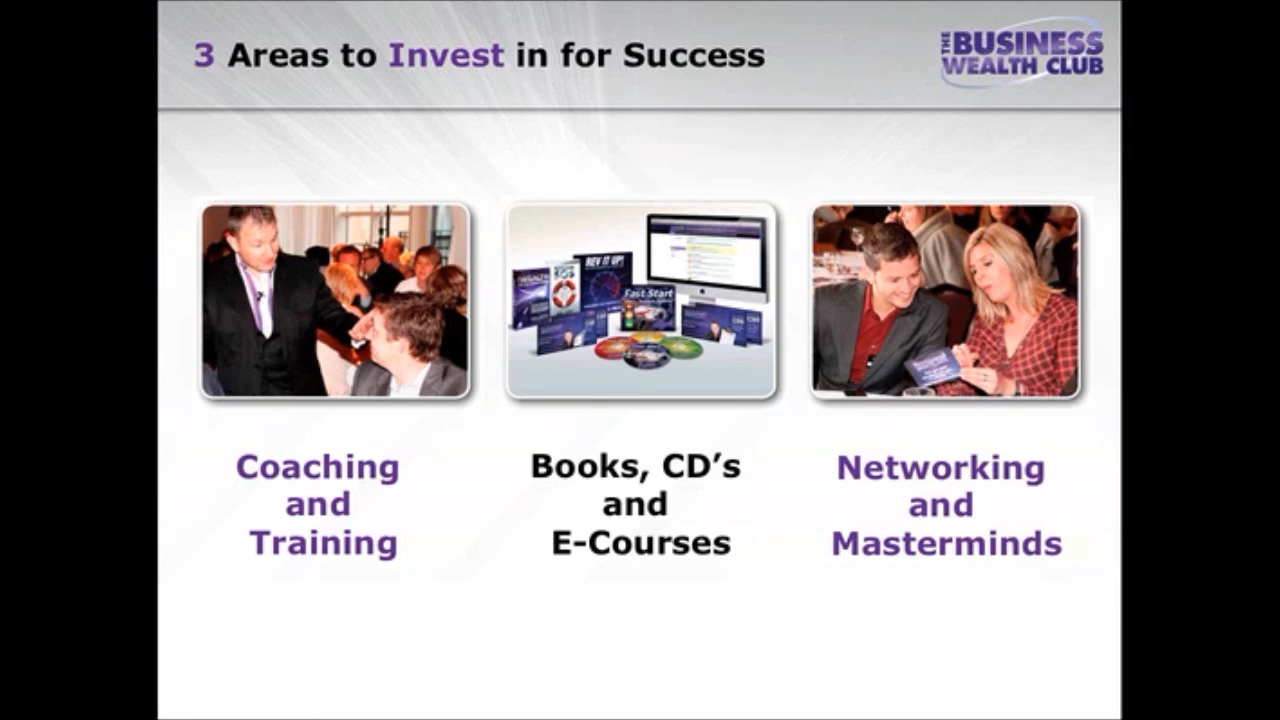 3 Areas to Invest in for Success
THE
BUSINESS
WEALTH CLUB
REV IT UP!
Fast Start
Coaching
and
Training
Books, CD’s
and
E-Courses
Networking
and
Masterminds